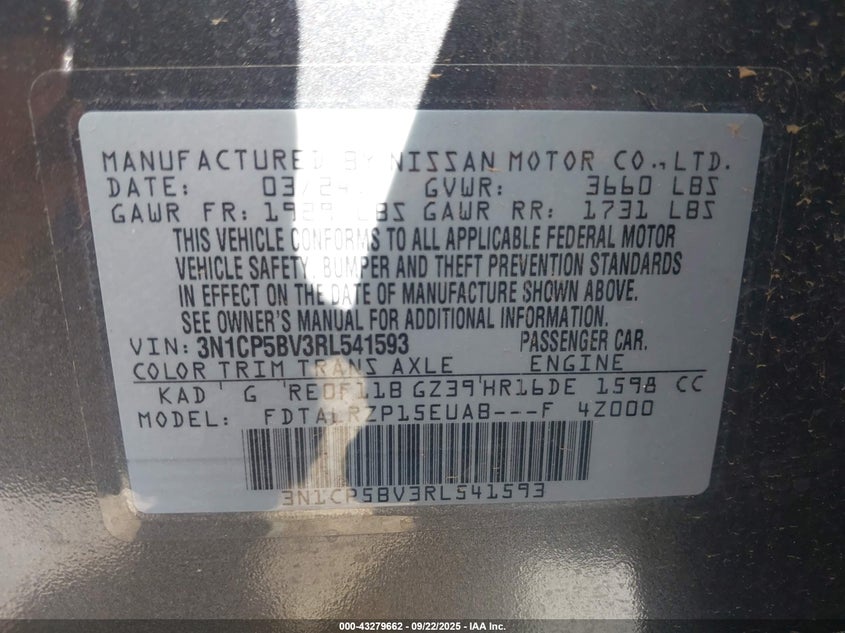 MANUFACTURED BY NISSAN MOTOR CO., LTD.
DATE: 03/2 GVWR: 3660 LBS
GAWR FR: 1929 LBS GAWR RR: 1731 LBS
THIS VEHICLE CONFORMS TO ALL APPLICABLE FEDERAL MOTOR
VEHICLE SAFETY, BUMPER AND THEFT PREVENTION STANDARDS
IN EFFECT ON THE DATE OF MANUFACTURE SHOWN ABOVE.
SEE OWNER'S MANUAL FOR ADDITIONAL INFORMATION.
VIN: 3N1CP5BV3RL541593 PASSENGER CAR.
COLOR TRIM TRANS AXLE ENGINE
KAD G RE0F11B GZ39 HR16DE 1598 CC
MODEL: FDTALRZP15EUAB---F 4Z000
3N1CP5BV3RL541593
000-43279662 - 09/22/2025 - IAA Inc.